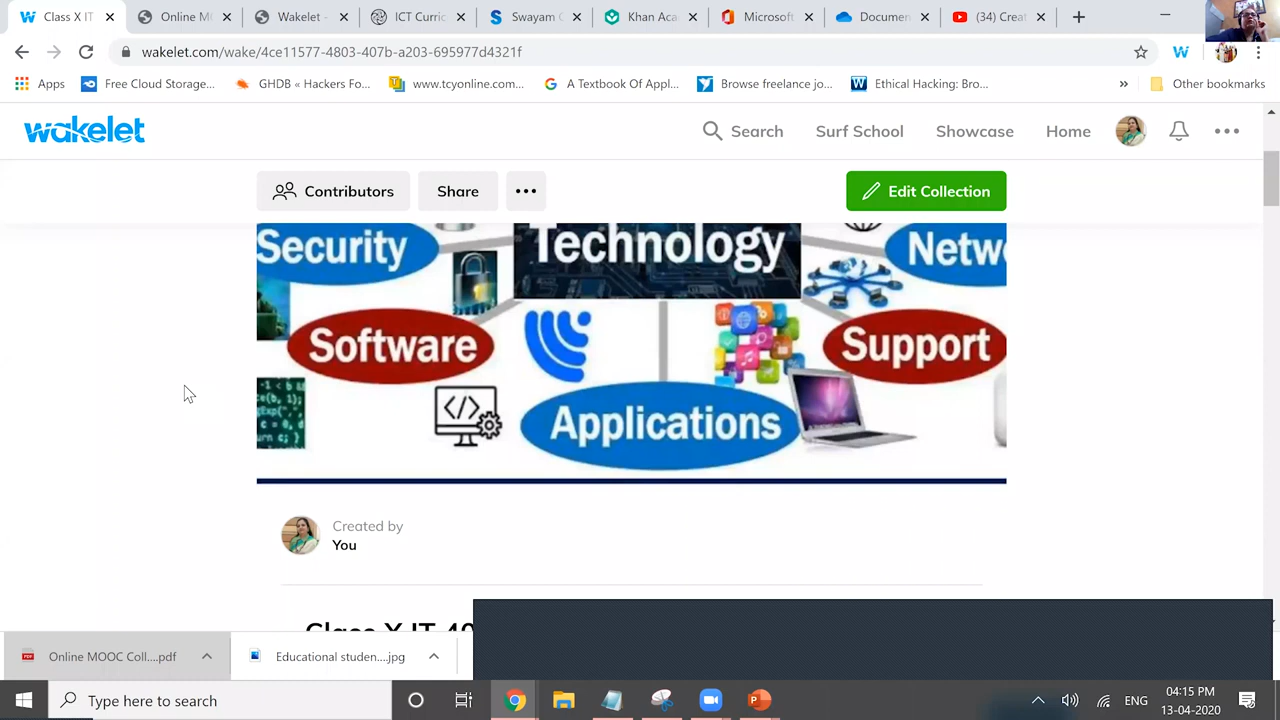 Class X IT
Online M
Wakelet -
ICT Curric
Swayam C
Khan Aca
Microsoft
Documen
(34) Creat
wakelet.com/wake/4ce11577-4803-407b-a203-695977d4321f
Apps
Free Cloud Storage...
GHDB « Hackers Fo...
www.tcyonline.com...
A Textbook Of Appl...
Browse freelance jo...
Ethical Hacking: Bro...
»
Other bookmarks
wakelet
Search
Surf School
Showcase
Home
Contributors
Share
Edit Collection
Security
Technology
Netw
Software
Support
Applications
Created by
You
Class X IT 40
Online MOOC Coll....pdf
Educational studen....jpg
Type here to search
ENG
04:15 PM
13-04-2020